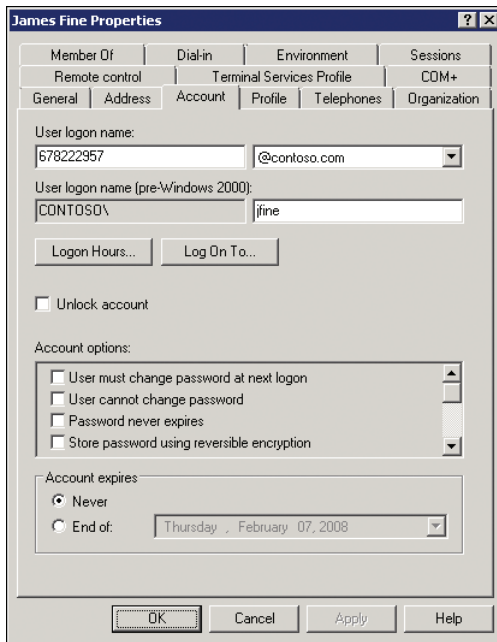 James Fine Properties
Member Of Dial-in Environment Sessions
Remote control Terminal Services Profile COM+
General Address Account Profile Telephones Organization
User logon name:
678222957 @contoso.com
User logon name (pre-Windows 2000):
CONTOSO\ jfine
Logon Hours... Log On To...
Unlock account
Account options:
User must change password at next logon
User cannot change password
Password never expires
Store password using reversible encryption
Account expires
Never
End of: Thursday , February 07, 2008
OK Cancel Apply Help